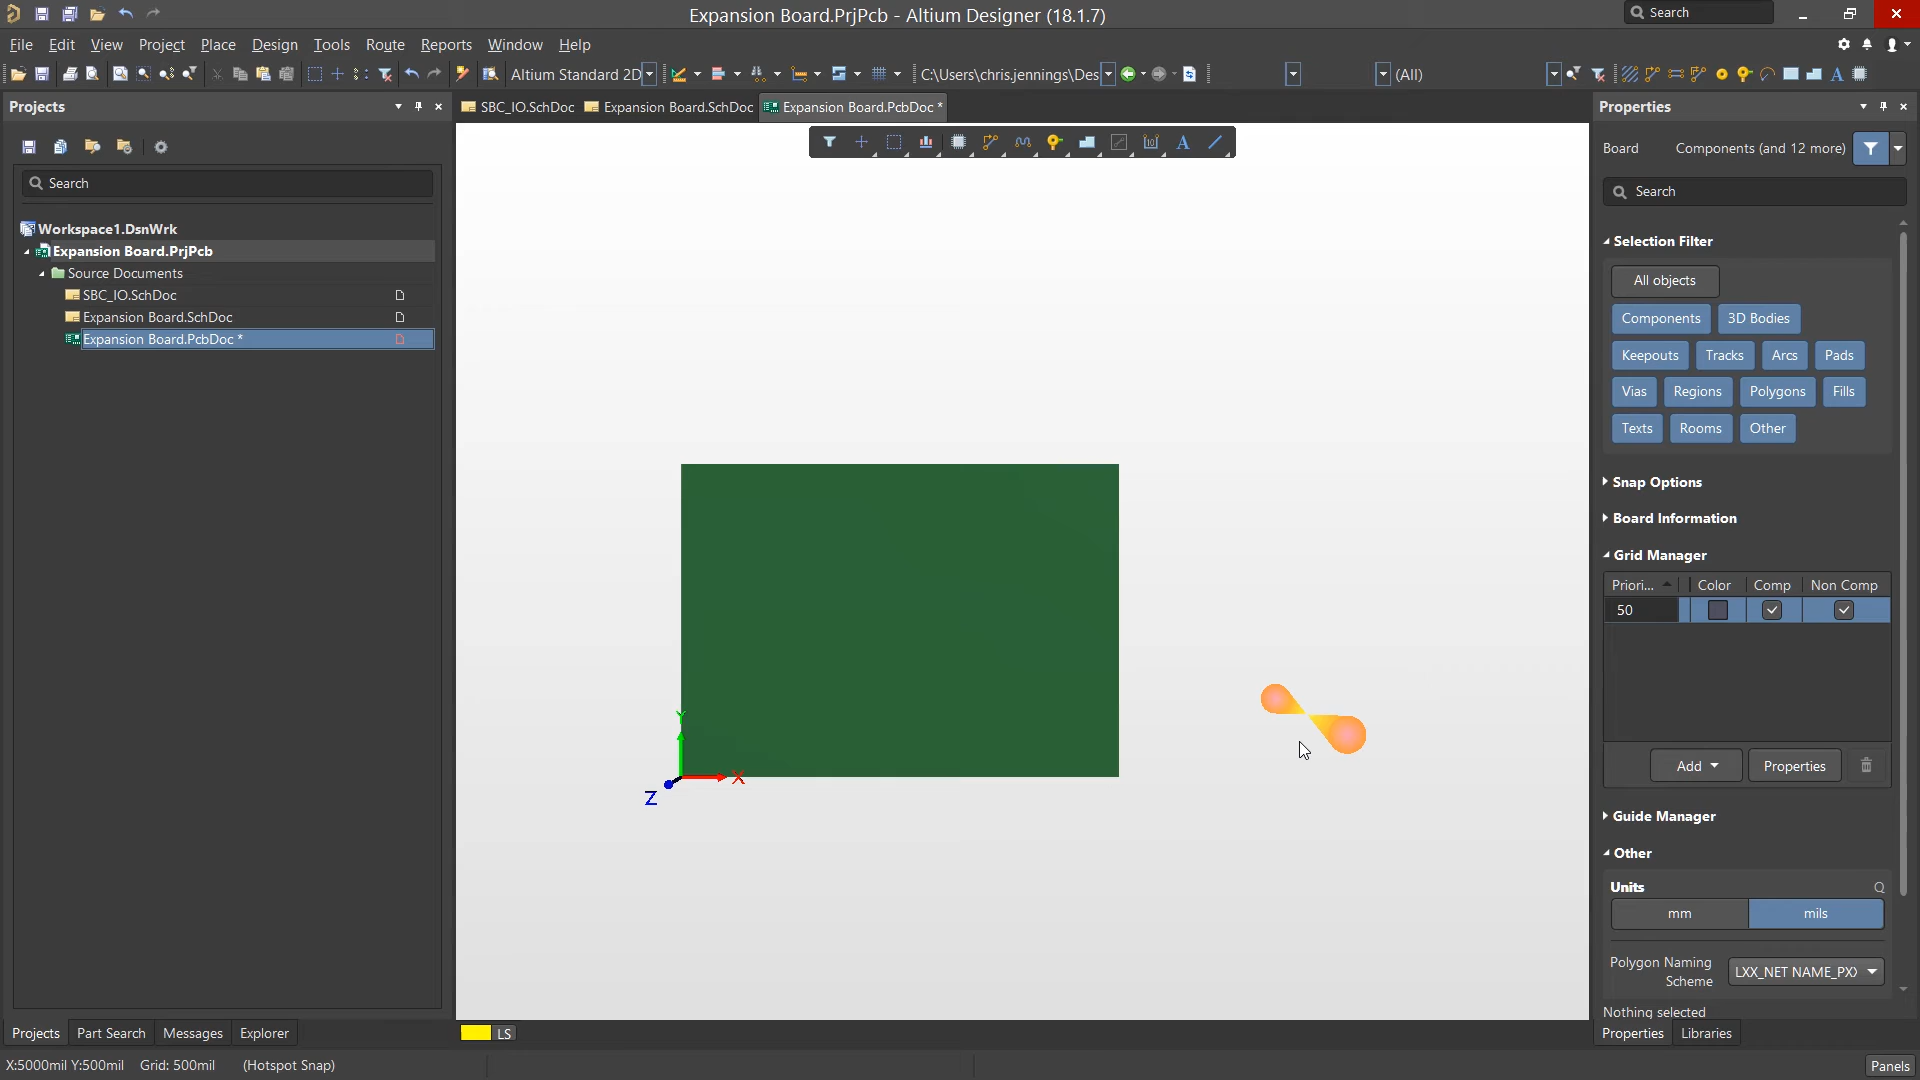 Expansion Board.PrjPcb - Altium Designer (18.1.7)
Search
File Edit View Project Place Design Tools Route Reports Window Help
Altium Standard 2D
C:\Users\chris.jennings\Des
(All)
A
Projects
Search
Workspace1.DsnWrk
Expansion Board.PrjPcb
Source Documents
SBC_IO.SchDoc
Expansion Board.SchDoc
Expansion Board.PcbDoc *
SBC_IO.SchDoc Expansion Board.SchDoc Expansion Board.PcbDoc *
A
Y
X
Z
Properties
Board Components (and 12 more)
Search
Selection Filter
All objects
Components 3D Bodies
Keepouts Tracks Arcs Pads
Vias Regions Polygons Fills
Texts Rooms Other
Snap Options
Board Information
Grid Manager
Priori... Color Comp Non Comp
50
Add Properties
Guide Manager
Other
Units Q
mm mils
Polygon Naming
Scheme
LXX_NET NAME_PX
Nothing selected
Projects Part Search Messages Explorer
LS
Properties Libraries
X:5000mil Y:500mil Grid: 500mil (Hotspot Snap)
Panels